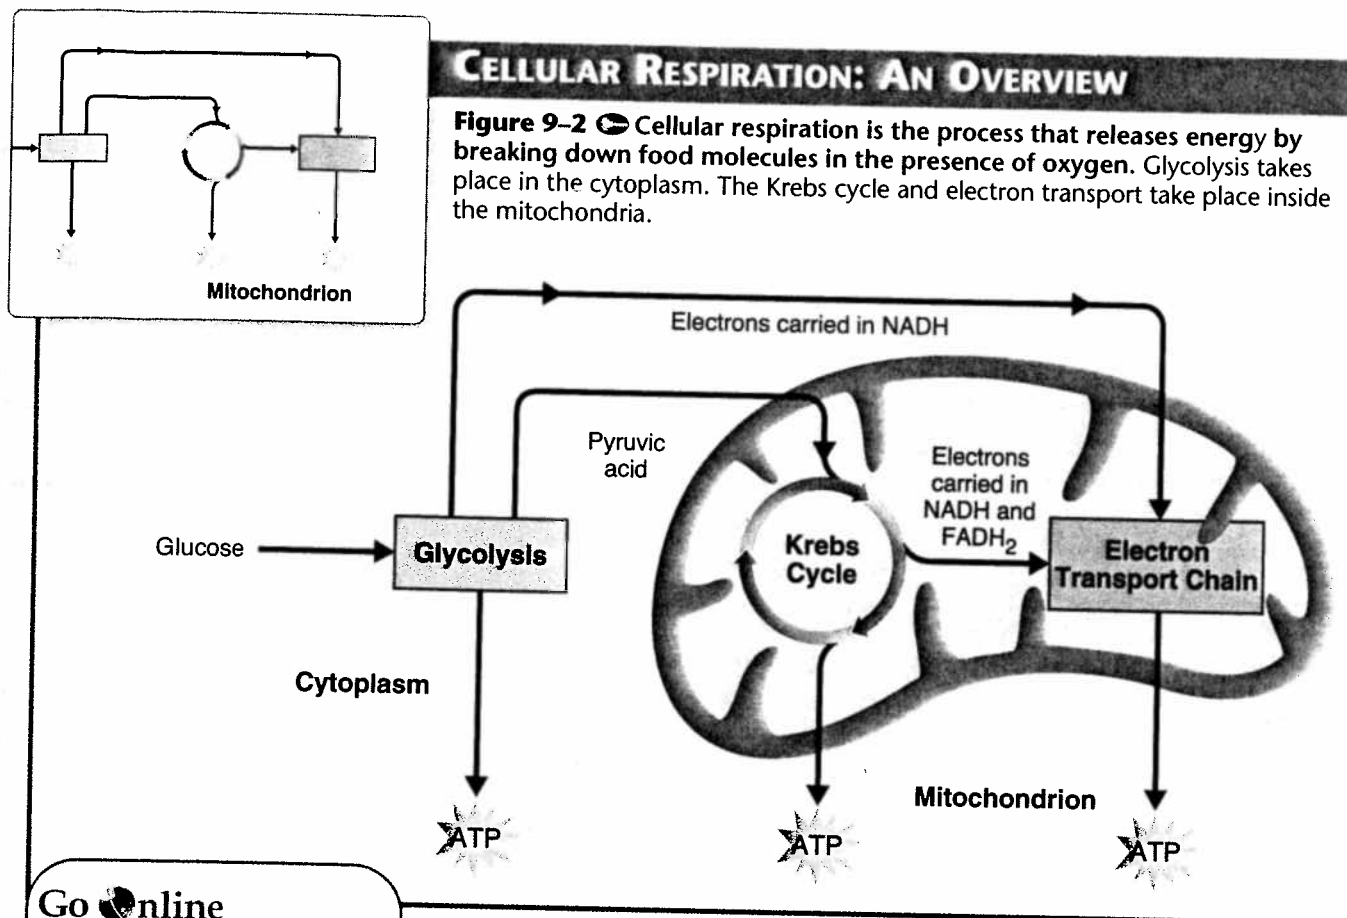 CELLULAR RESPIRATION: AN OVERVIEW
Figure 9–2 Cellular respiration is the process that releases energy by
breaking down food molecules in the presence of oxygen. Glycolysis takes
place in the cytoplasm. The Krebs cycle and electron transport take place inside
the mitochondria.
Mitochondrion
Electrons carried in NADH
Pyruvic
acid
Electrons
carried in
NADH and
FADH₂
Glucose
Glycolysis
Krebs
Cycle
Electron
Transport Chain
Cytoplasm
Mitochondrion
ATP
ATP
ATP
Go Online